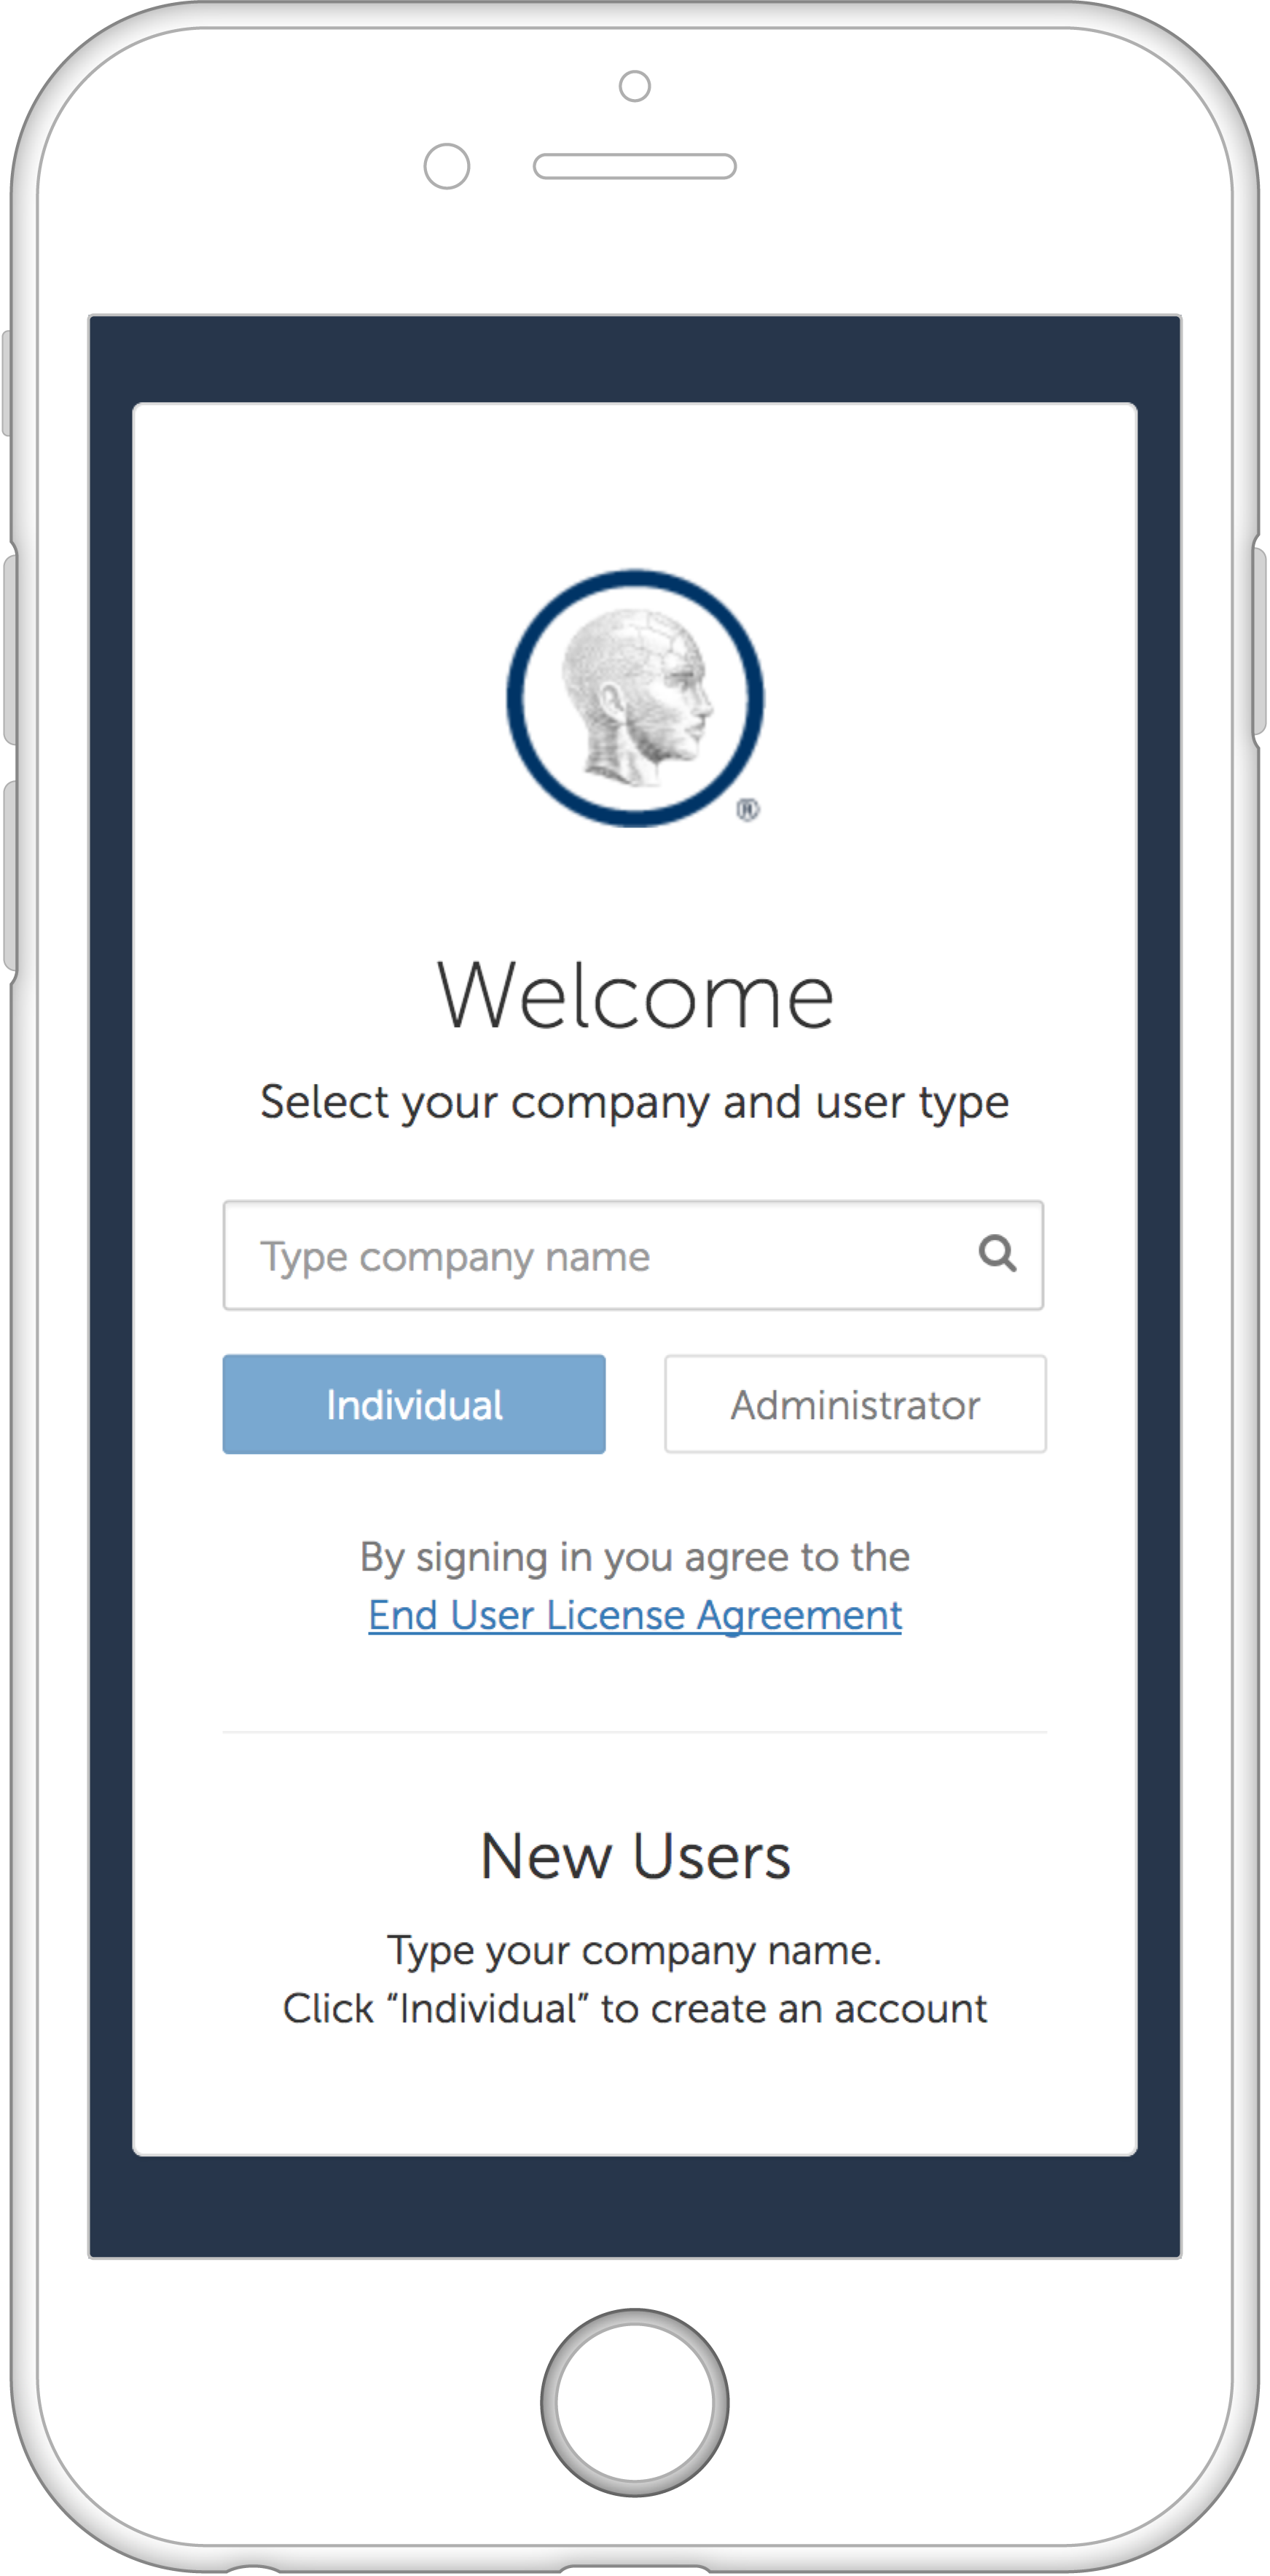 ®
Welcome
Select your company and user type
Type company name
Individual
Administrator
By signing in you agree to the
End User License Agreement
New Users
Type your company name.
Click “Individual” to create an account